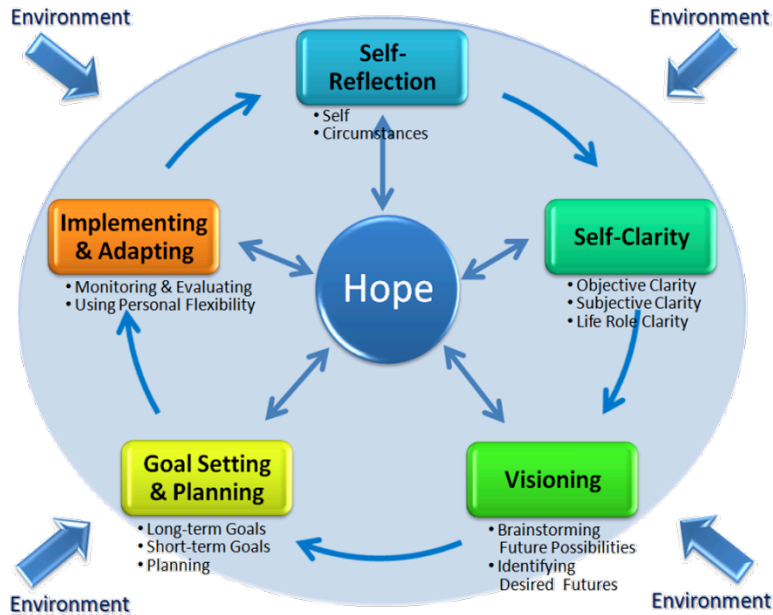 Environment
Environment
Self-
Reflection
• Self
• Circumstances
Implementing
& Adapting
• Monitoring & Evaluating
• Using Personal Flexibility
Self-Clarity
• Objective Clarity
• Subjective Clarity
• Life Role Clarity
Hope
Goal Setting
& Planning
• Long-term Goals
• Short-term Goals
• Planning
Visioning
• Brainstorming
Future Possibilities
• Identifying
Desired Futures
Environment
Environment